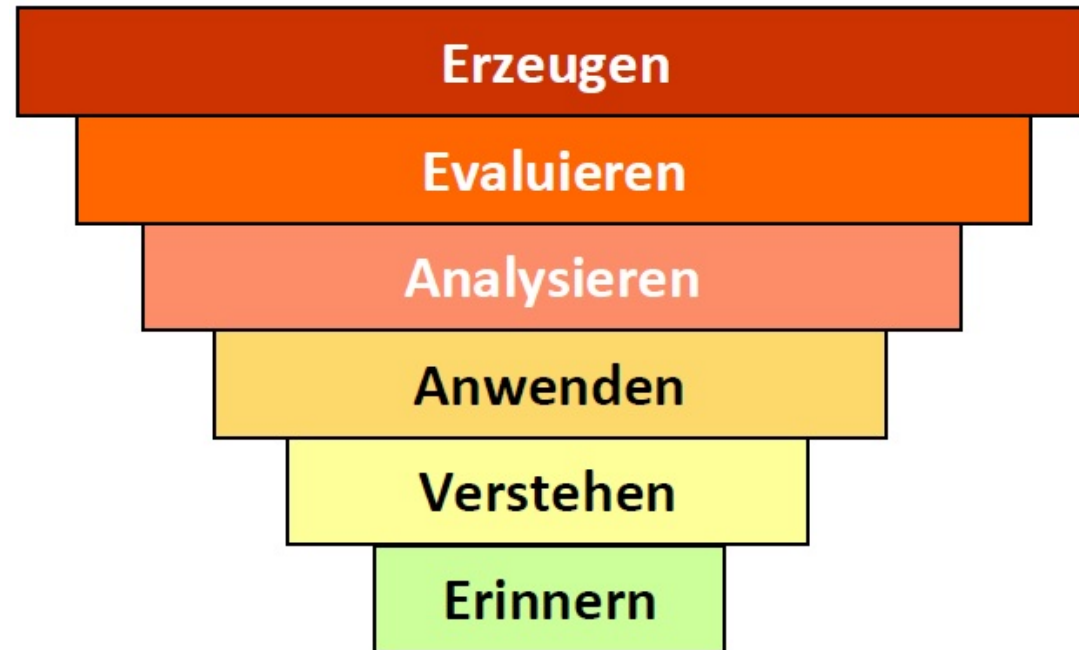 Erzeugen
Evaluieren
Analysieren
Anwenden
Verstehen
Erinnern